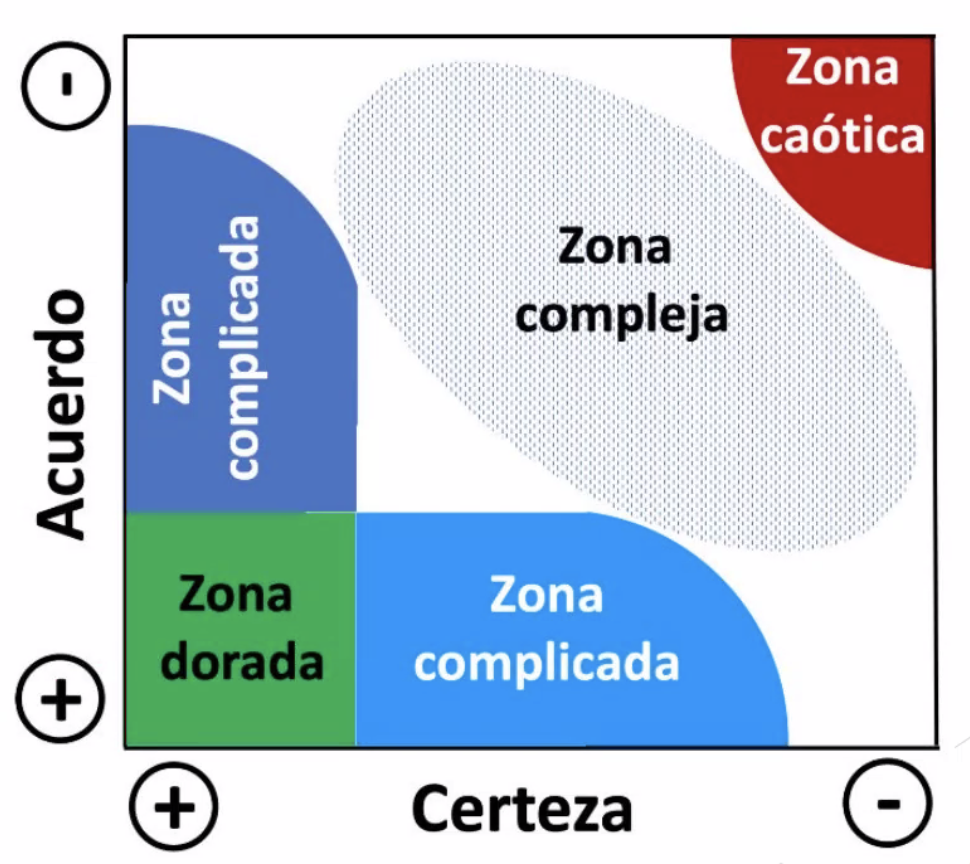 -
Zona
caótica
Zona
compleja
Zona
complicada
Acuerdo
Zona
dorada
Zona
complicada
+
+
Certeza
-